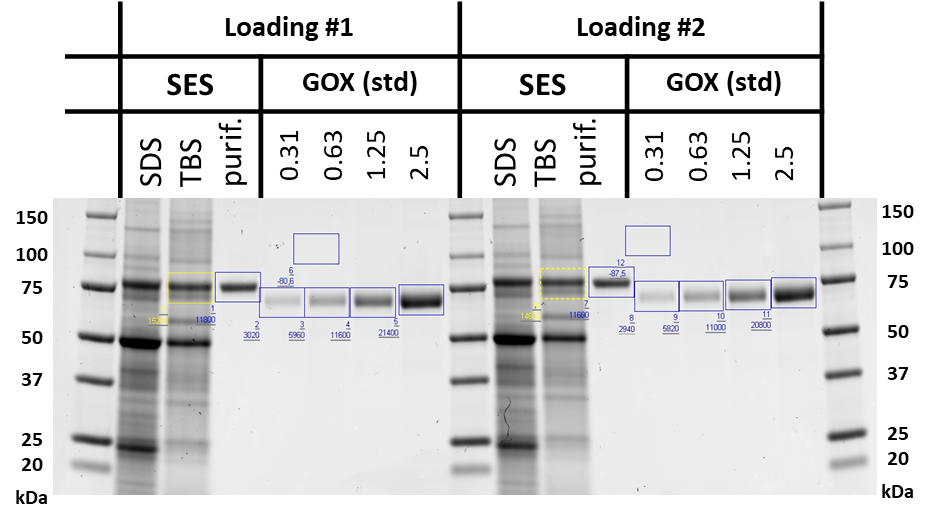 Loading #1 Loading #2
SES GOX (std) SES GOX (std)
SDS TBS purif. 0.31 0.63 1.25 2.5 SDS TBS purif. 0.31 0.63 1.25 2.5
150 150
100 100
75 75
50 50
37 37
25 25
20 20
kDa kDa
6 12
-80,6 -87,5
1 7
11800
2 3 4 5 8 9 10 11
3020 5960 11600 21400 2940 5820 11000 20800